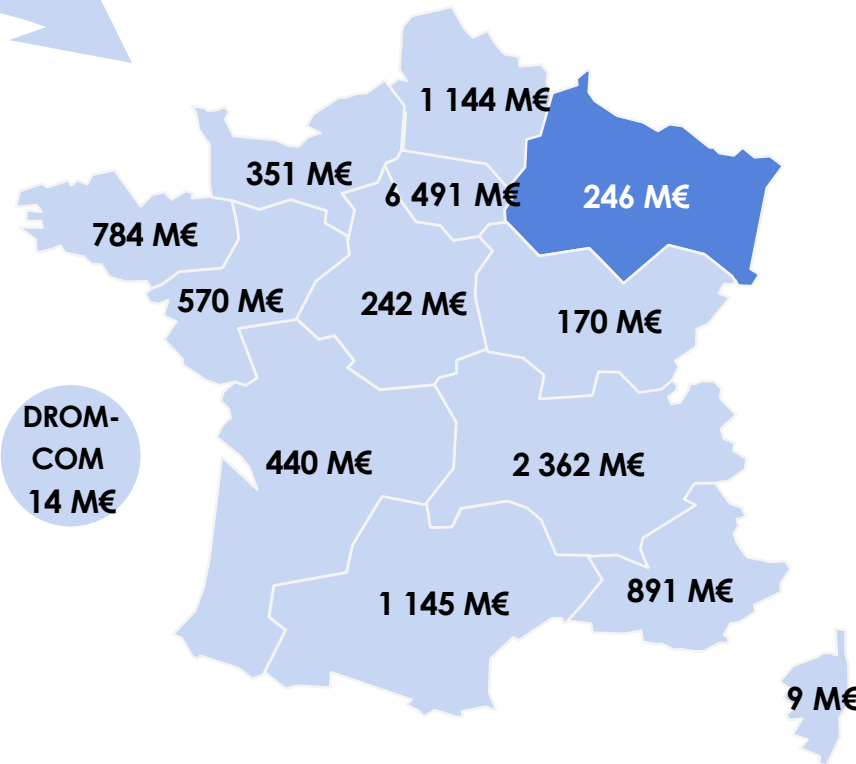 1 144 M€
351 M€
6 491 M€
246 M€
784 M€
570 M€
242 M€
170 M€
DROM-
COM
14 M€
440 M€
2 362 M€
1 145 M€
891 M€
9 M€